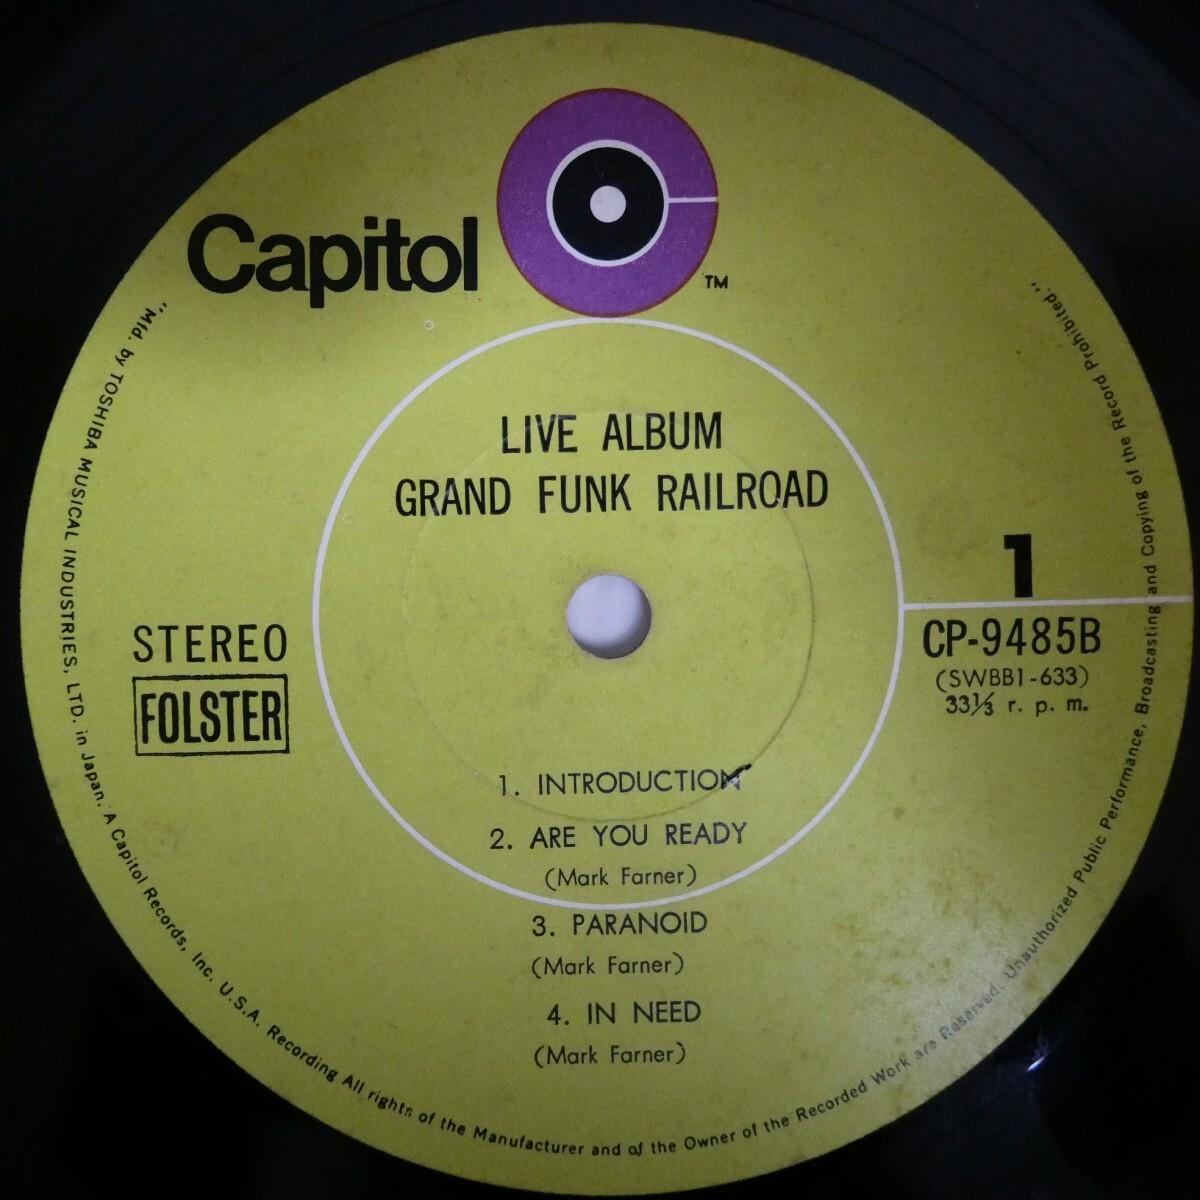 Capitol
TM
LIVE ALBUM
GRAND FUNK RAILROAD
1
STEREO
FOLSTER
CP-9485B
(SWBB1-633)
33⅓ r. p. m.
1. INTRODUCTION
2. ARE YOU READY
(Mark Farner)
3. PARANOID
(Mark Farner)
4. IN NEED
(Mark Farner)
"Mfd. by TOSHIBA MUSICAL INDUSTRIES, LTD. in Japan. A Capitol Records, Inc. U.S.A. Recording All rights of the Manufacturer and of the Owner of the Recorded Work are Reserved. Unauthorized Public Performance, Broadcasting and Copying of the Record Prohibited."